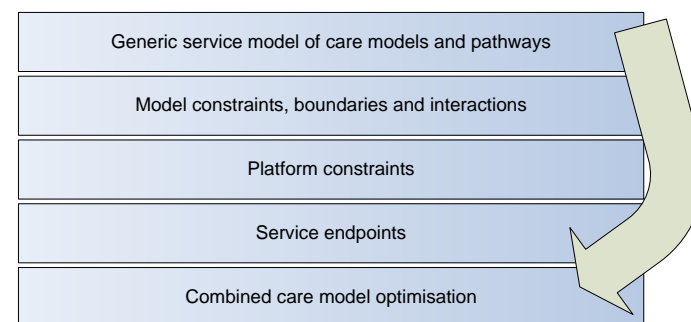 Generic service model of care models and pathways
Model constraints, boundaries and interactions
Platform constraints
Service endpoints
Combined care model optimisation